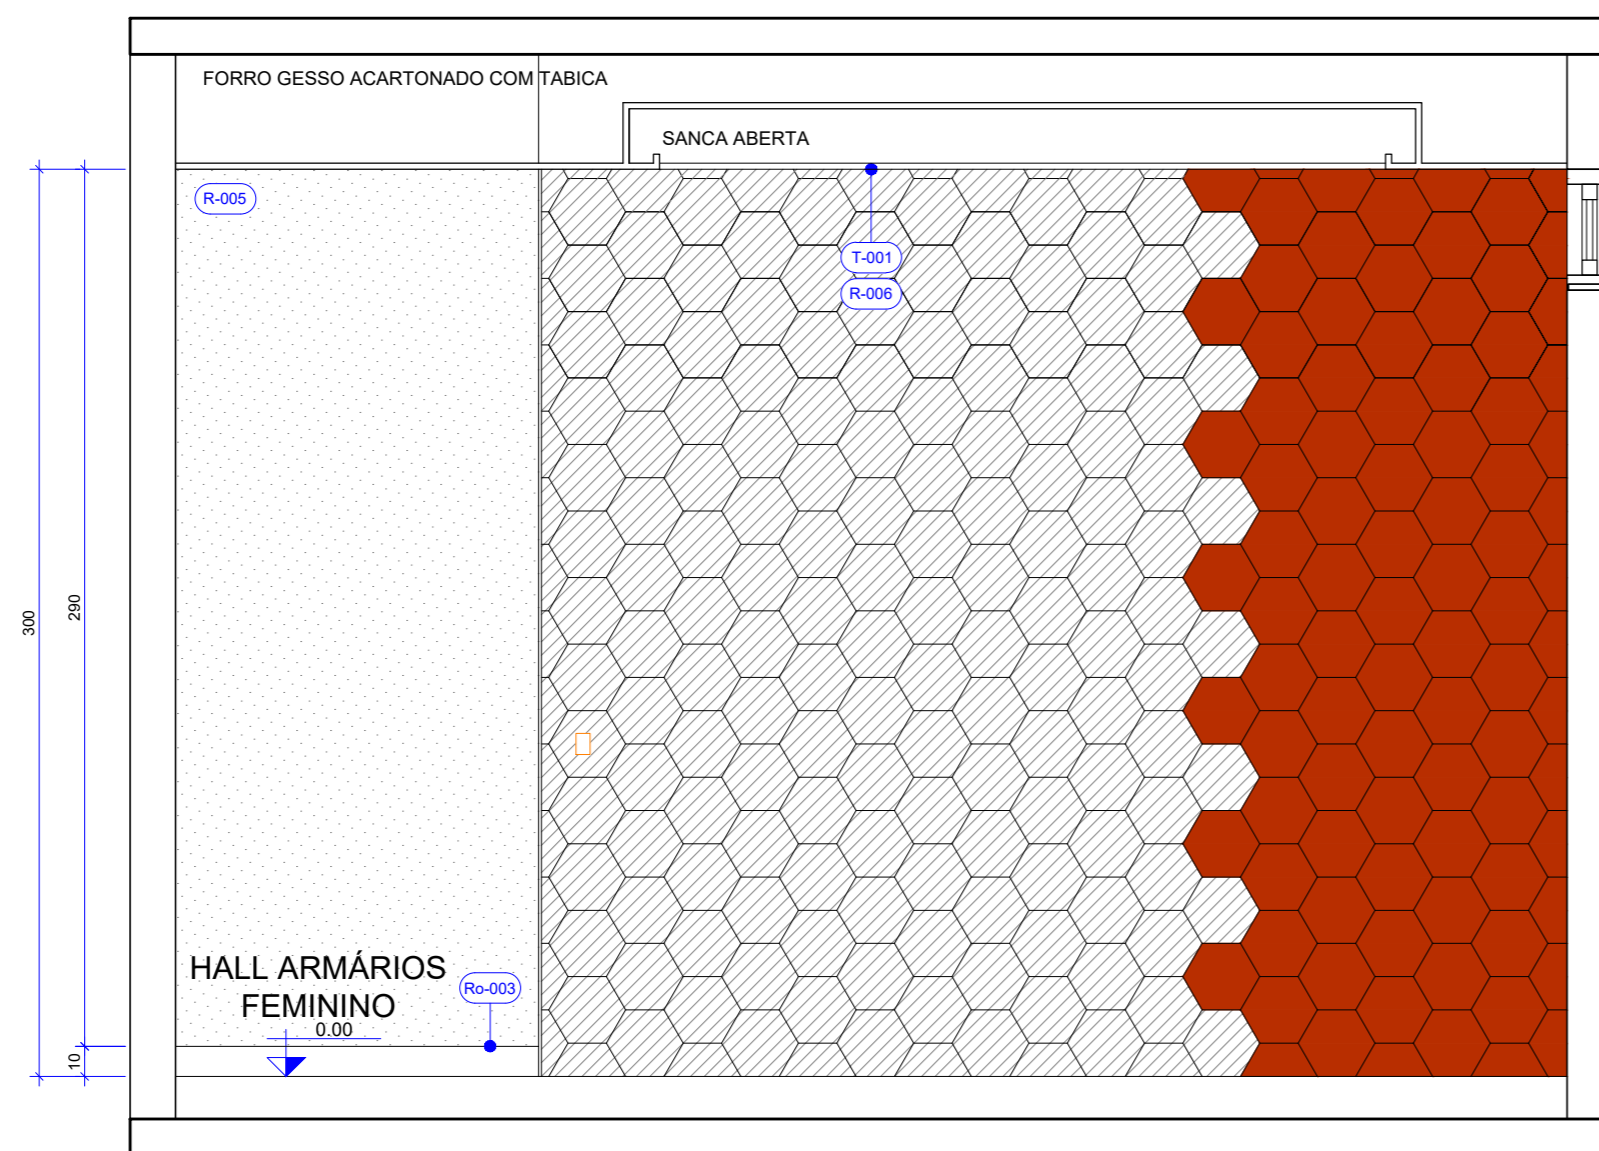 FORRO GESSO ACARTONADO COM TABICA
SANCA ABERTA
R-005
T-001
R-006
300
290
HALL ARMÁRIOS
FEMININO
Ro-003
0.00
10